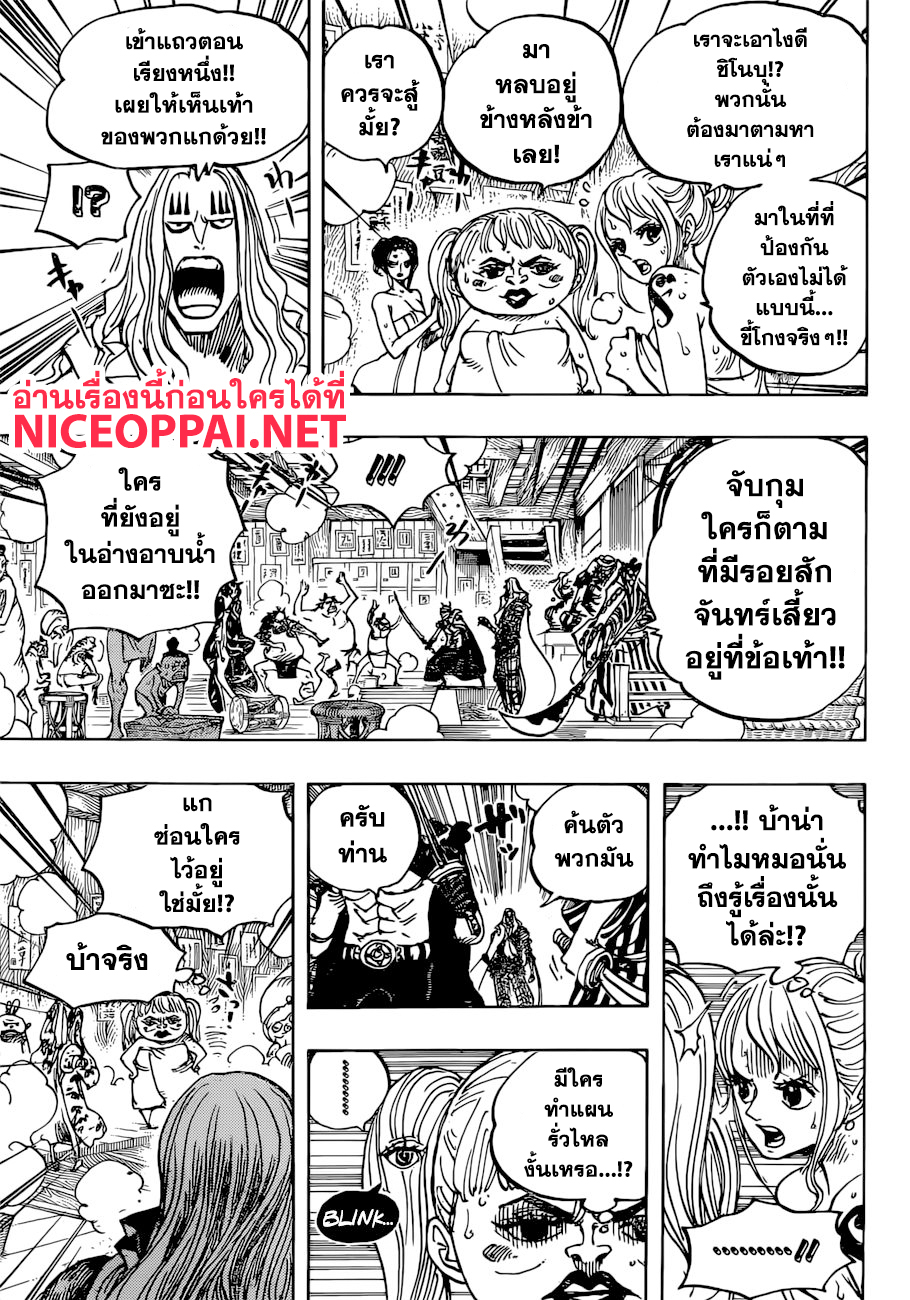 เราจะเอาไงดี
ชิโนบุ!?
พวกนั้น
ต้องมาตามหา
เราแน่ๆ
มาในที่ที่
ป้องกัน
ตัวเองไม่ได้
แบบนี้...
ขี้โกงจริงๆ!!
มา
หลบอยู่
ข้างหลังข้า
เลย!
เรา
ควรจะสู้
มั้ย?
เข้าแถวตอน
เรียงหนึ่ง!!
เผยให้เห็นเท้า
ของพวกแกด้วย!!
!?
อ่านเรื่องนี้ก่อนใครได้ที่
NICEOPPAI.NET
จับกุม
ใครก็ตาม
ที่มีรอยสัก
จันทร์เสี้ยว
อยู่ที่ข้อเท้า!!
!!!
ใคร
ที่ยังอยู่
ในอ่างอาบน้ำ
ออกมาซะ!!
...!! บ้าน่า
ทำไมหมอนั่น
ถึงรู้เรื่องนั้น
ได้ล่ะ!?
ค้นตัว
พวกมัน
ครับ
ท่าน
แก
ซ่อนใคร
ไว้อยู่
ใช่มั้ย!?
บ้าจริง
มีใคร
ทำแผน
รั่วไหล
งั้นเหรอ...!?
..........
BLINK...
..........!!